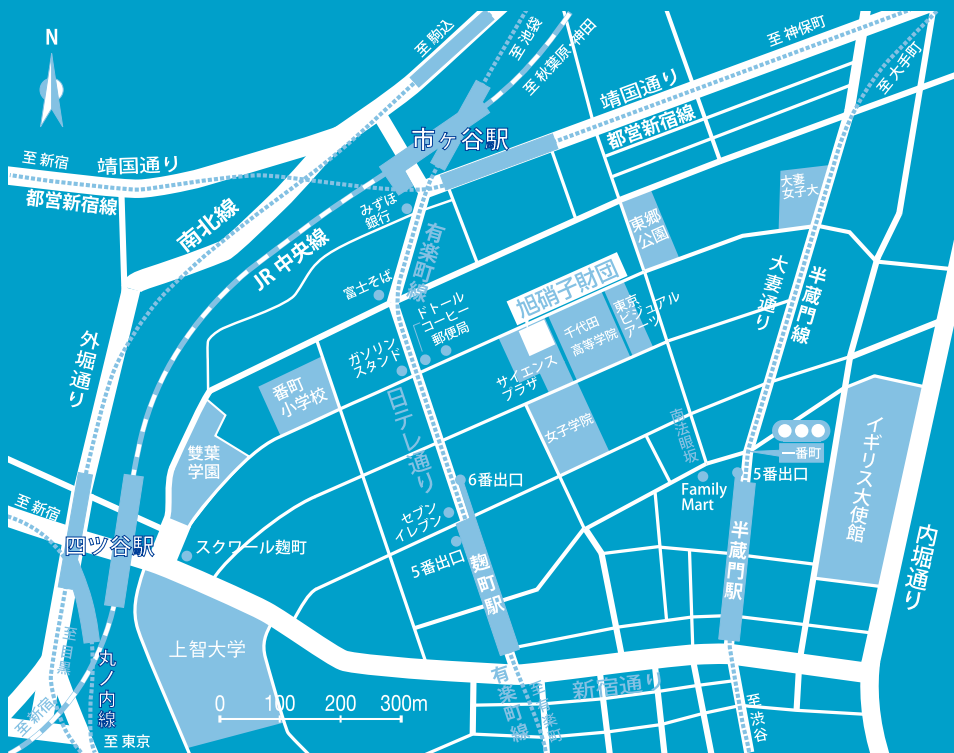 N
至 駒込
至 池袋
至 秋葉原・神田
至 神保町
至 大手町
靖国通り
都営新宿線
市ヶ谷駅
至 新宿
靖国通り
都営新宿線
南北線
JR 中央線
みずほ
銀行
有楽町線
富士そば
ドトール
コーヒー
郵便局
ガソリン
スタンド
東郷
公園
大妻
女子大
大妻通り
半蔵門線
旭硝子財団
千代田
高等学院
東京
ビジュアル
アーツ
サイエンス
プラザ
女子学院
外堀通り
番町
小学校
雙葉
学園
日テレ通り
南法眼坂
一番町
5番出口
Family
Mart
イギリス大使館
内堀通り
6番出口
セブン
イレブン
5番出口
麹町駅
半蔵門駅
至 新宿
四ツ谷駅
スクワール麹町
上智大学
至 目黒
丸ノ内線
至 新宿
至 東京
0 100 200 300m
有楽町線
新宿通り
至 渋谷